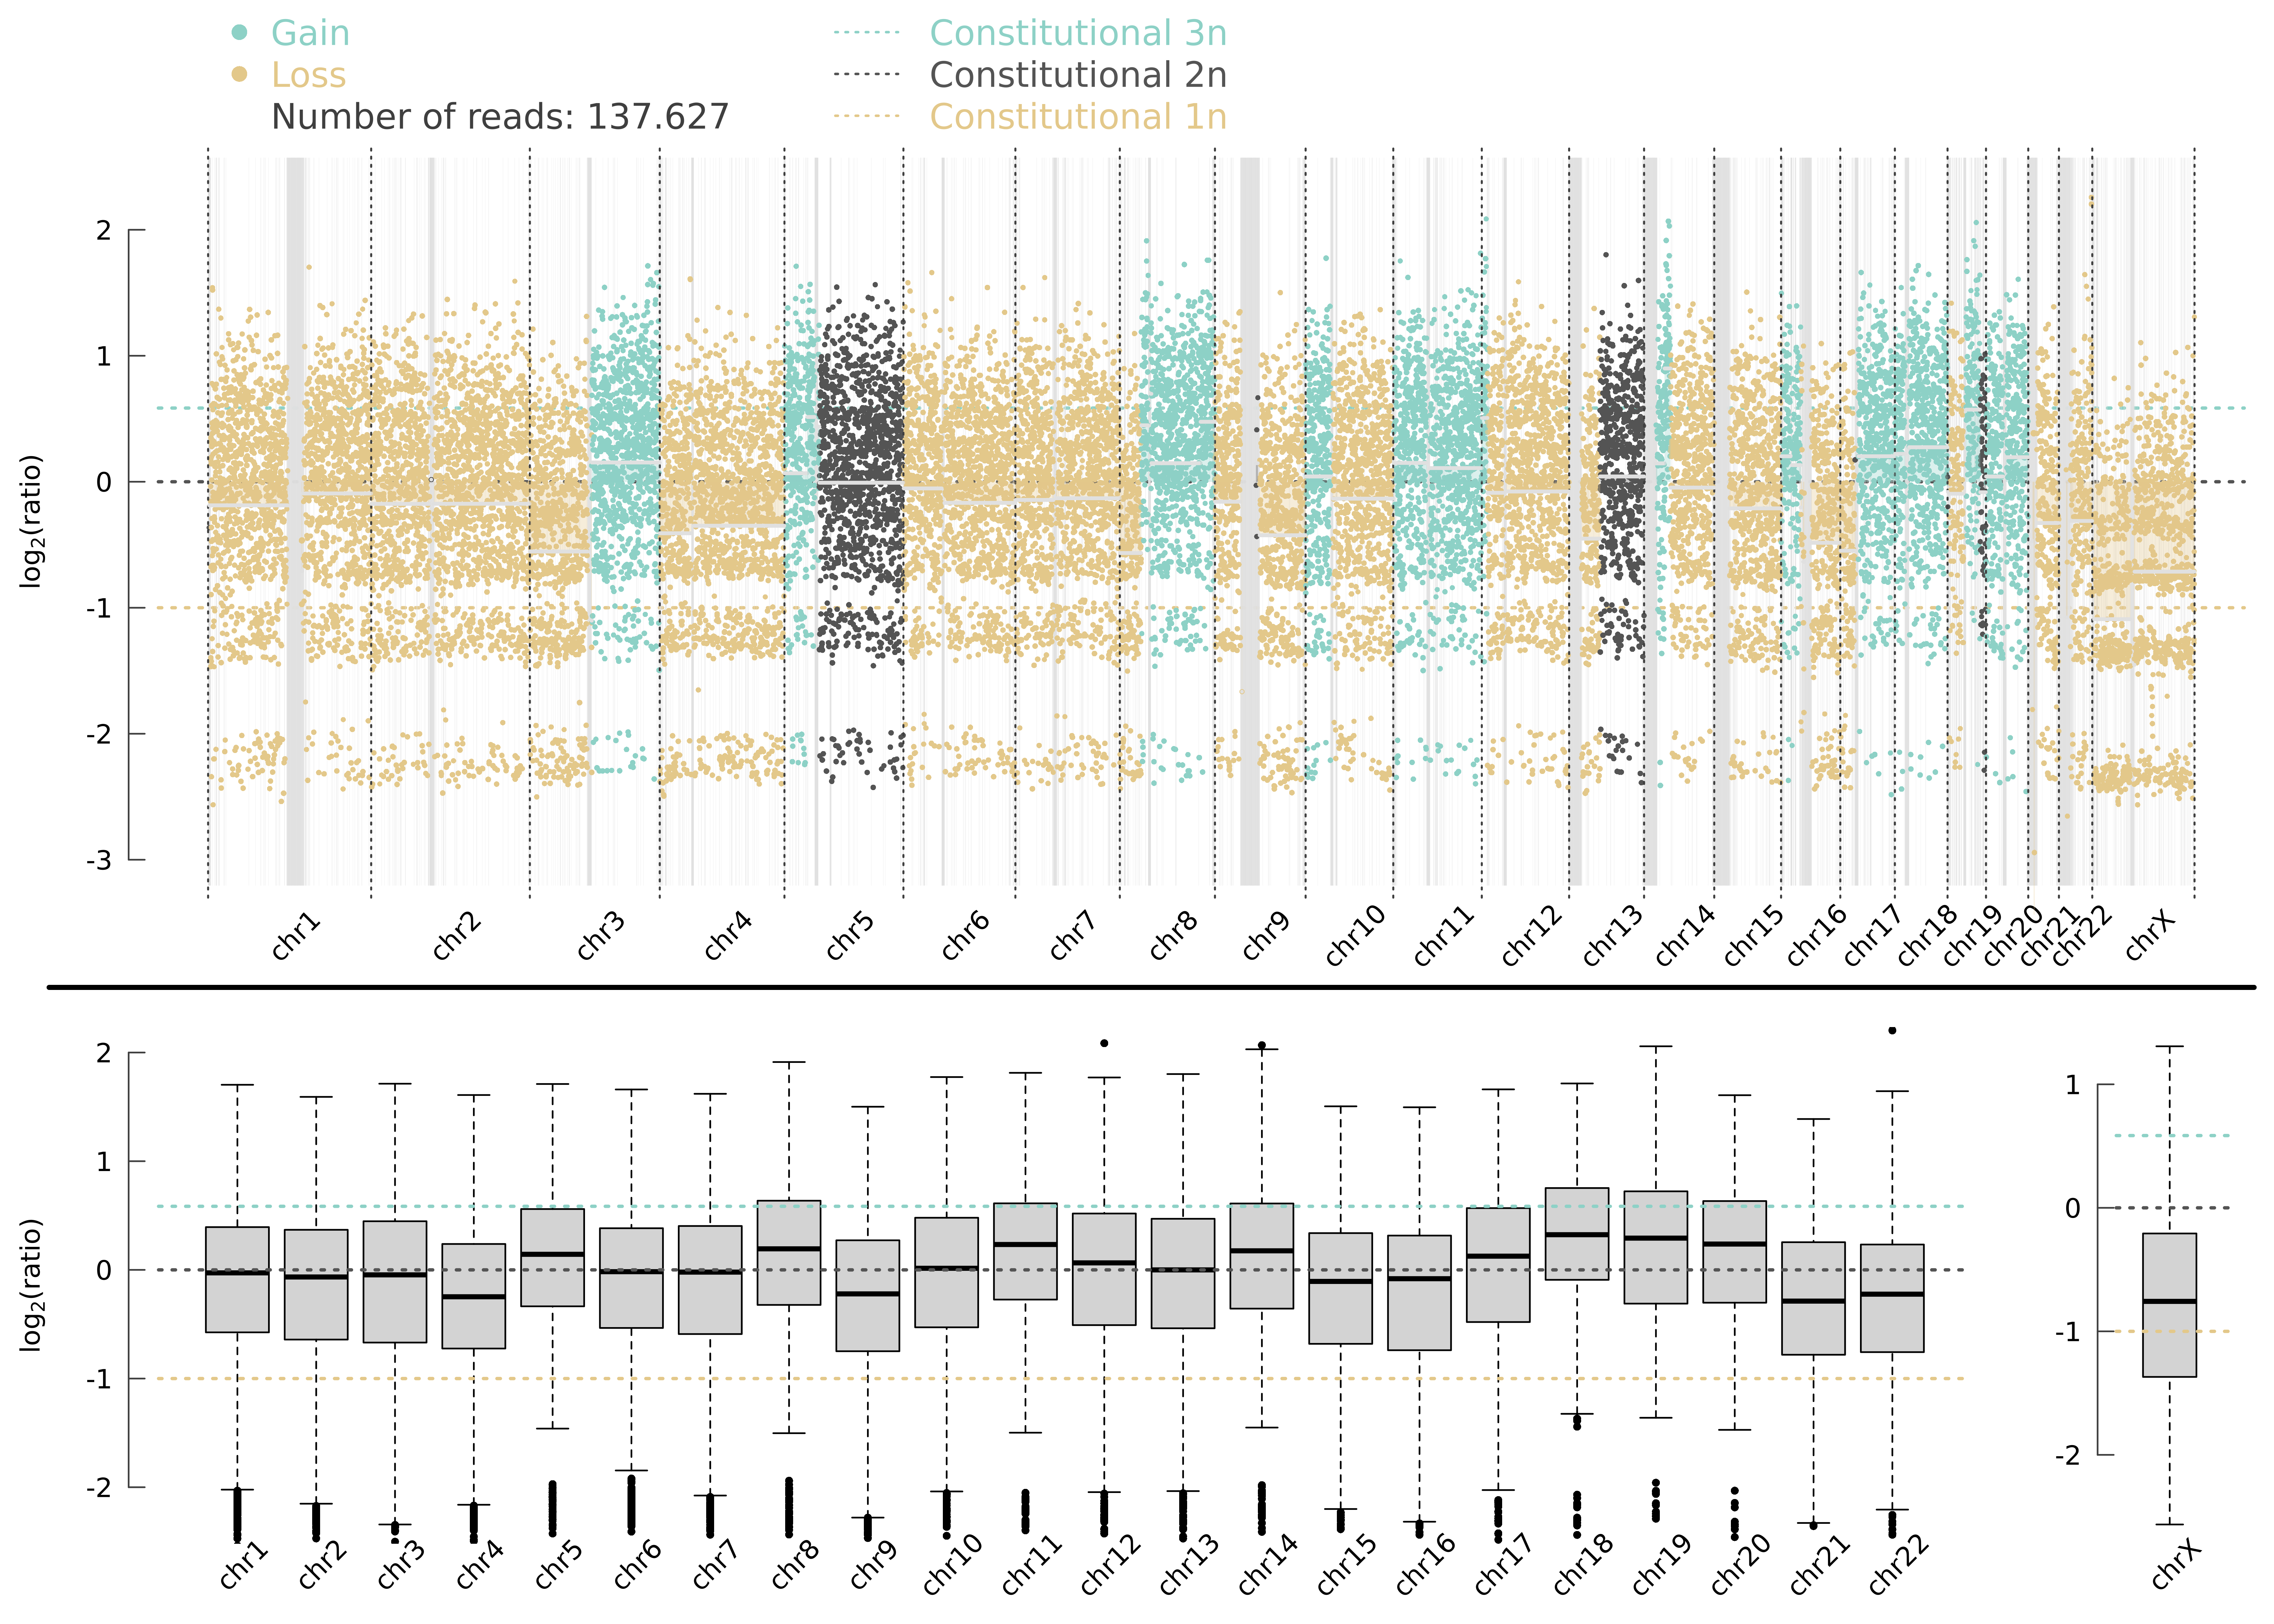 Gain
Loss
Number of reads: 137.627
Constitutional 3n
Constitutional 2n
Constitutional 1n
log2(ratio)
2
1
0
-1
-2
-3
chr1 chr2 chr3 chr4 chr5 chr6 chr7 chr8 chr9 chr10 chr11 chr12 chr13 chr14 chr15 chr16 chr17 chr18 chr19 chr20 chr21 chr22 chrX
log2(ratio)
2
1
0
-1
-2
chr1 chr2 chr3 chr4 chr5 chr6 chr7 chr8 chr9 chr10 chr11 chr12 chr13 chr14 chr15 chr16 chr17 chr18 chr19 chr20 chr21 chr22
1
0
-1
-2
chrX